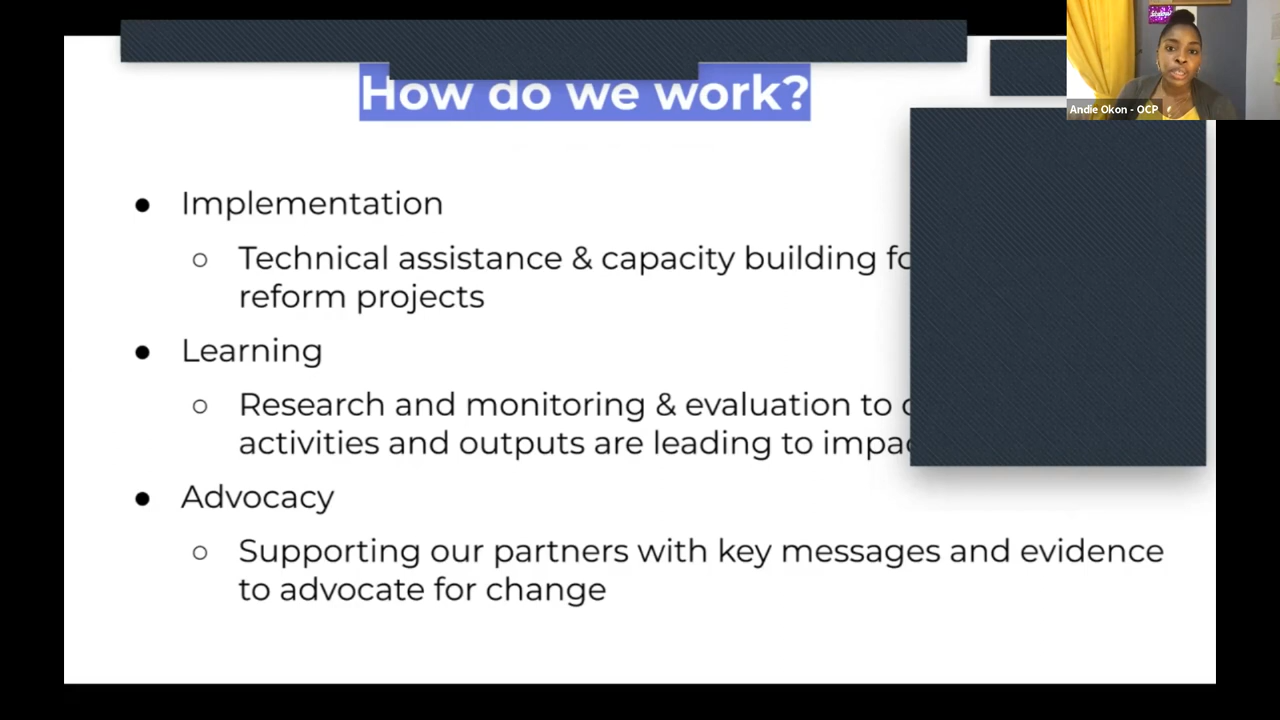 How do we work?
Andie Okon - OCP
● Implementation
○ Technical assistance & capacity building
reform projects
● Learning
○ Research and monitoring & evaluation to
activities and outputs are leading to
● Advocacy
○ Supporting our partners with key messages and evidence
to advocate for change